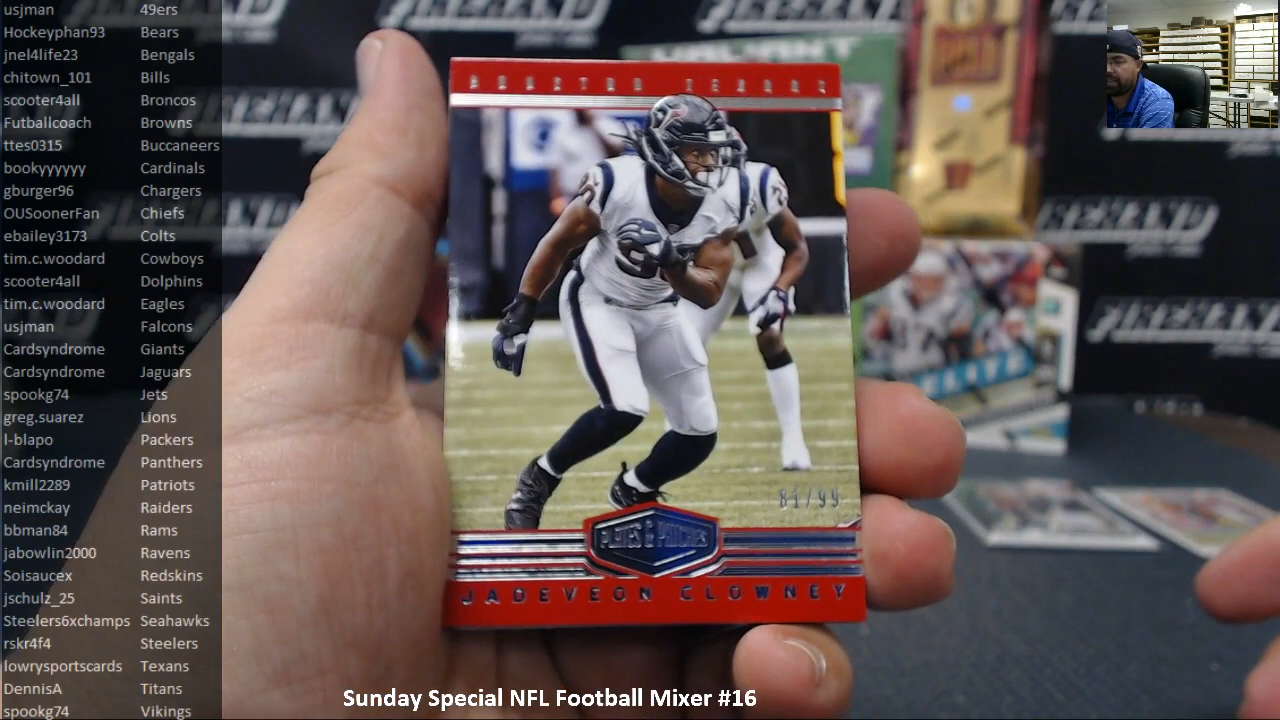 usjman 49ers
Hockeyphan93 Bears
jnel4life23 Bengals
chitown_101 Bills
scooter4all Broncos
Futballcoach Browns
ttes0315 Buccaneers
bookyyyyyy Cardinals
gburger96 Chargers
OUSoonerFan Chiefs
ebailey3173 Colts
tim.c.woodard Cowboys
scooter4all Dolphins
tim.c.woodard Eagles
usjman Falcons
Cardsyndrome Giants
Cardsyndrome Jaguars
spookg74 Jets
greg.suarez Lions
l-blapo Packers
Cardsyndrome Panthers
kmill2289 Patriots
neimckay Raiders
bbman84 Rams
jabowlin2000 Ravens
Soisaucex Redskins
jschulz_25 Saints
Steelers6xchamps Seahawks
rskr4f4 Steelers
lowrysportscards Texans
DennisA Titans
spookg74 Vikings
HOUSTON TEXANS
81/99
PLATES & PATCHES
JADEVEON CLOWNEY
Sunday Special NFL Football Mixer #16